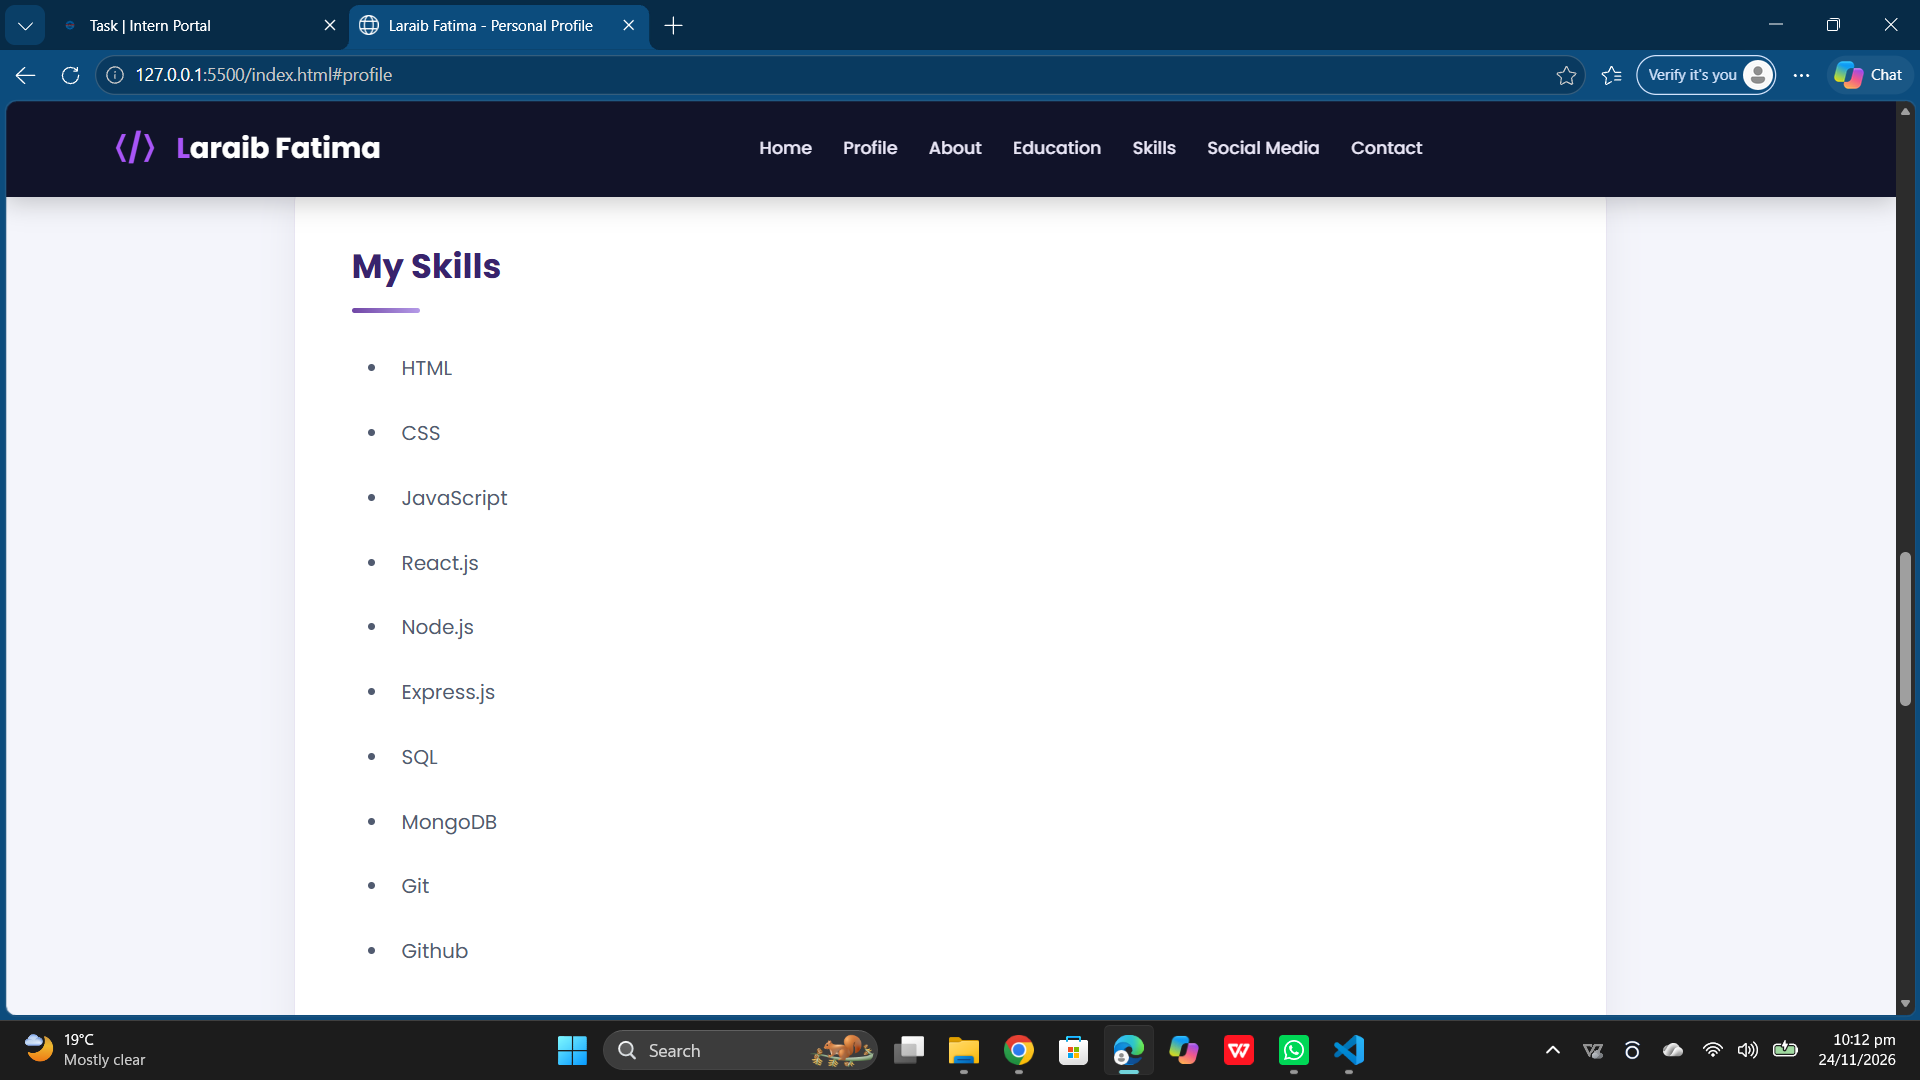 Task | Intern Portal
Laraib Fatima - Personal Profile
127.0.0.1:5500/index.html#profile
Verify it's you
Chat
Laraib Fatima
Home
Profile
About
Education
Skills
Social Media
Contact
My Skills
• HTML
• CSS
• JavaScript
• React.js
• Node.js
• Express.js
• SQL
• MongoDB
• Git
• Github
19°C
Mostly clear
Search
10:12 pm
24/11/2026